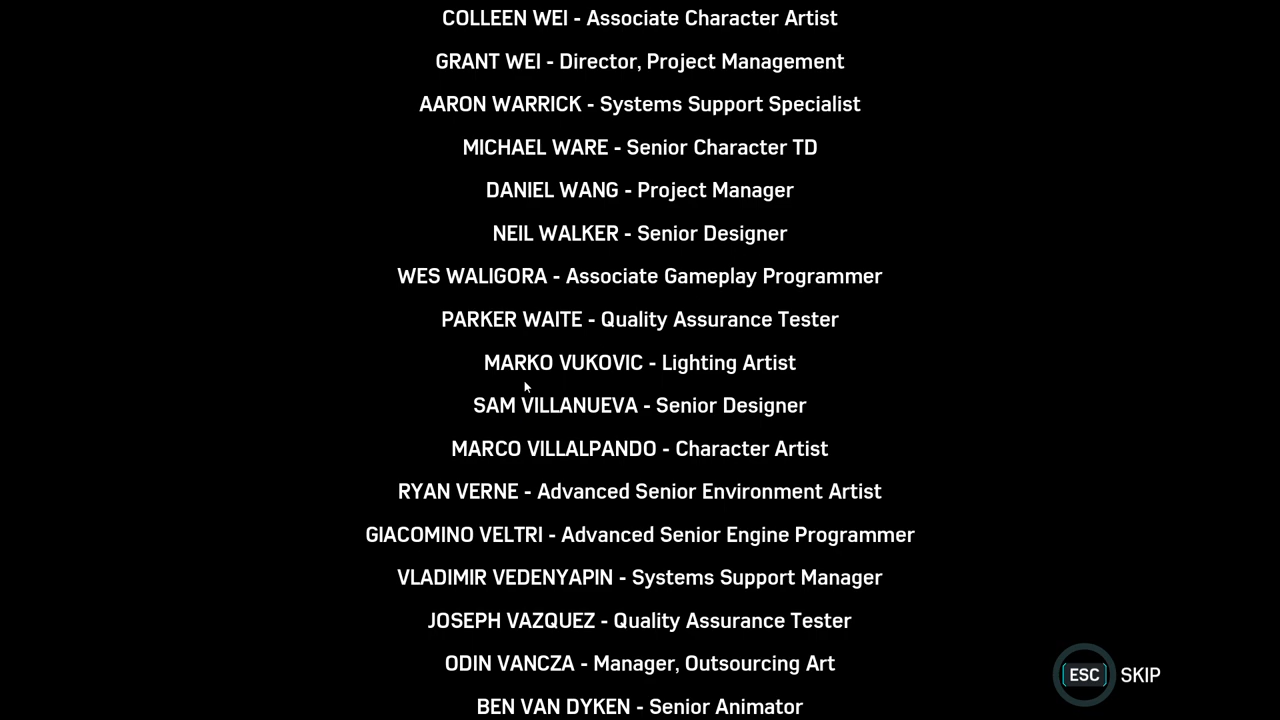 COLLEEN WEI - Associate Character Artist
GRANT WEI - Director, Project Management
AARON WARRICK - Systems Support Specialist
MICHAEL WARE - Senior Character TD
DANIEL WANG - Project Manager
NEIL WALKER - Senior Designer
WES WALIGORA - Associate Gameplay Programmer
PARKER WAITE - Quality Assurance Tester
MARKO VUKOVIC - Lighting Artist
SAM VILLANUEVA - Senior Designer
MARCO VILLALPANDO - Character Artist
RYAN VERNE - Advanced Senior Environment Artist
GIACOMINO VELTRI - Advanced Senior Engine Programmer
VLADIMIR VEDENYAPIN - Systems Support Manager
JOSEPH VAZQUEZ - Quality Assurance Tester
ODIN VANCZA - Manager, Outsourcing Art
ESC SKIP
BEN VAN DYKEN - Senior Animator